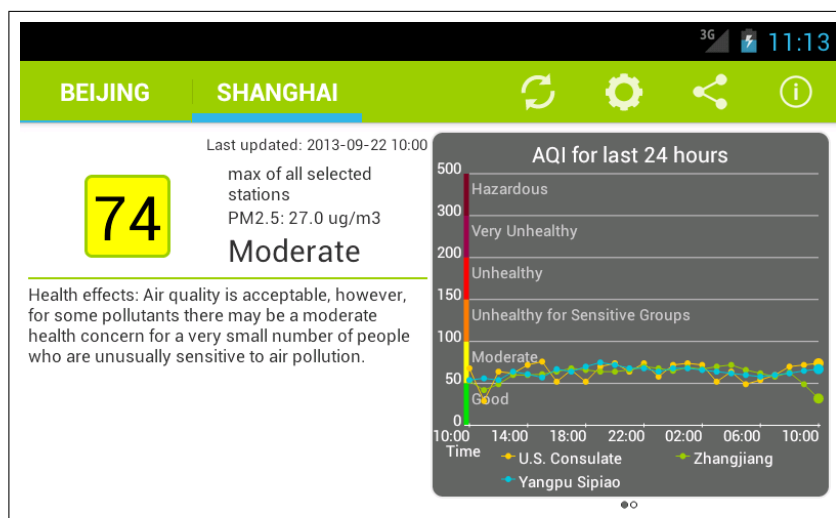 3G 11:13
BEIJING SHANGHAI
Last updated: 2013-09-22 10:00
74
max of all selected
stations
PM2.5: 27.0 ug/m3
Moderate
Health effects: Air quality is acceptable, however,
for some pollutants there may be a moderate
health concern for a very small number of people
who are unusually sensitive to air pollution.
AQI for last 24 hours
500
Hazardous
300
Very Unhealthy
200
Unhealthy
150
Unhealthy for Sensitive Groups
100
Moderate
50
Good
0
10:00 14:00 18:00 22:00 02:00 06:00 10:00
Time
U.S. Consulate Zhangjiang
Yangpu Sipiao